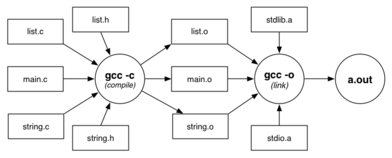 list.h
stdlib.a
list.c
list.o
main.c
gcc -c
(compile)
main.o
gcc -o
(link)
a.out
string.c
string.o
string.h
stdio.a